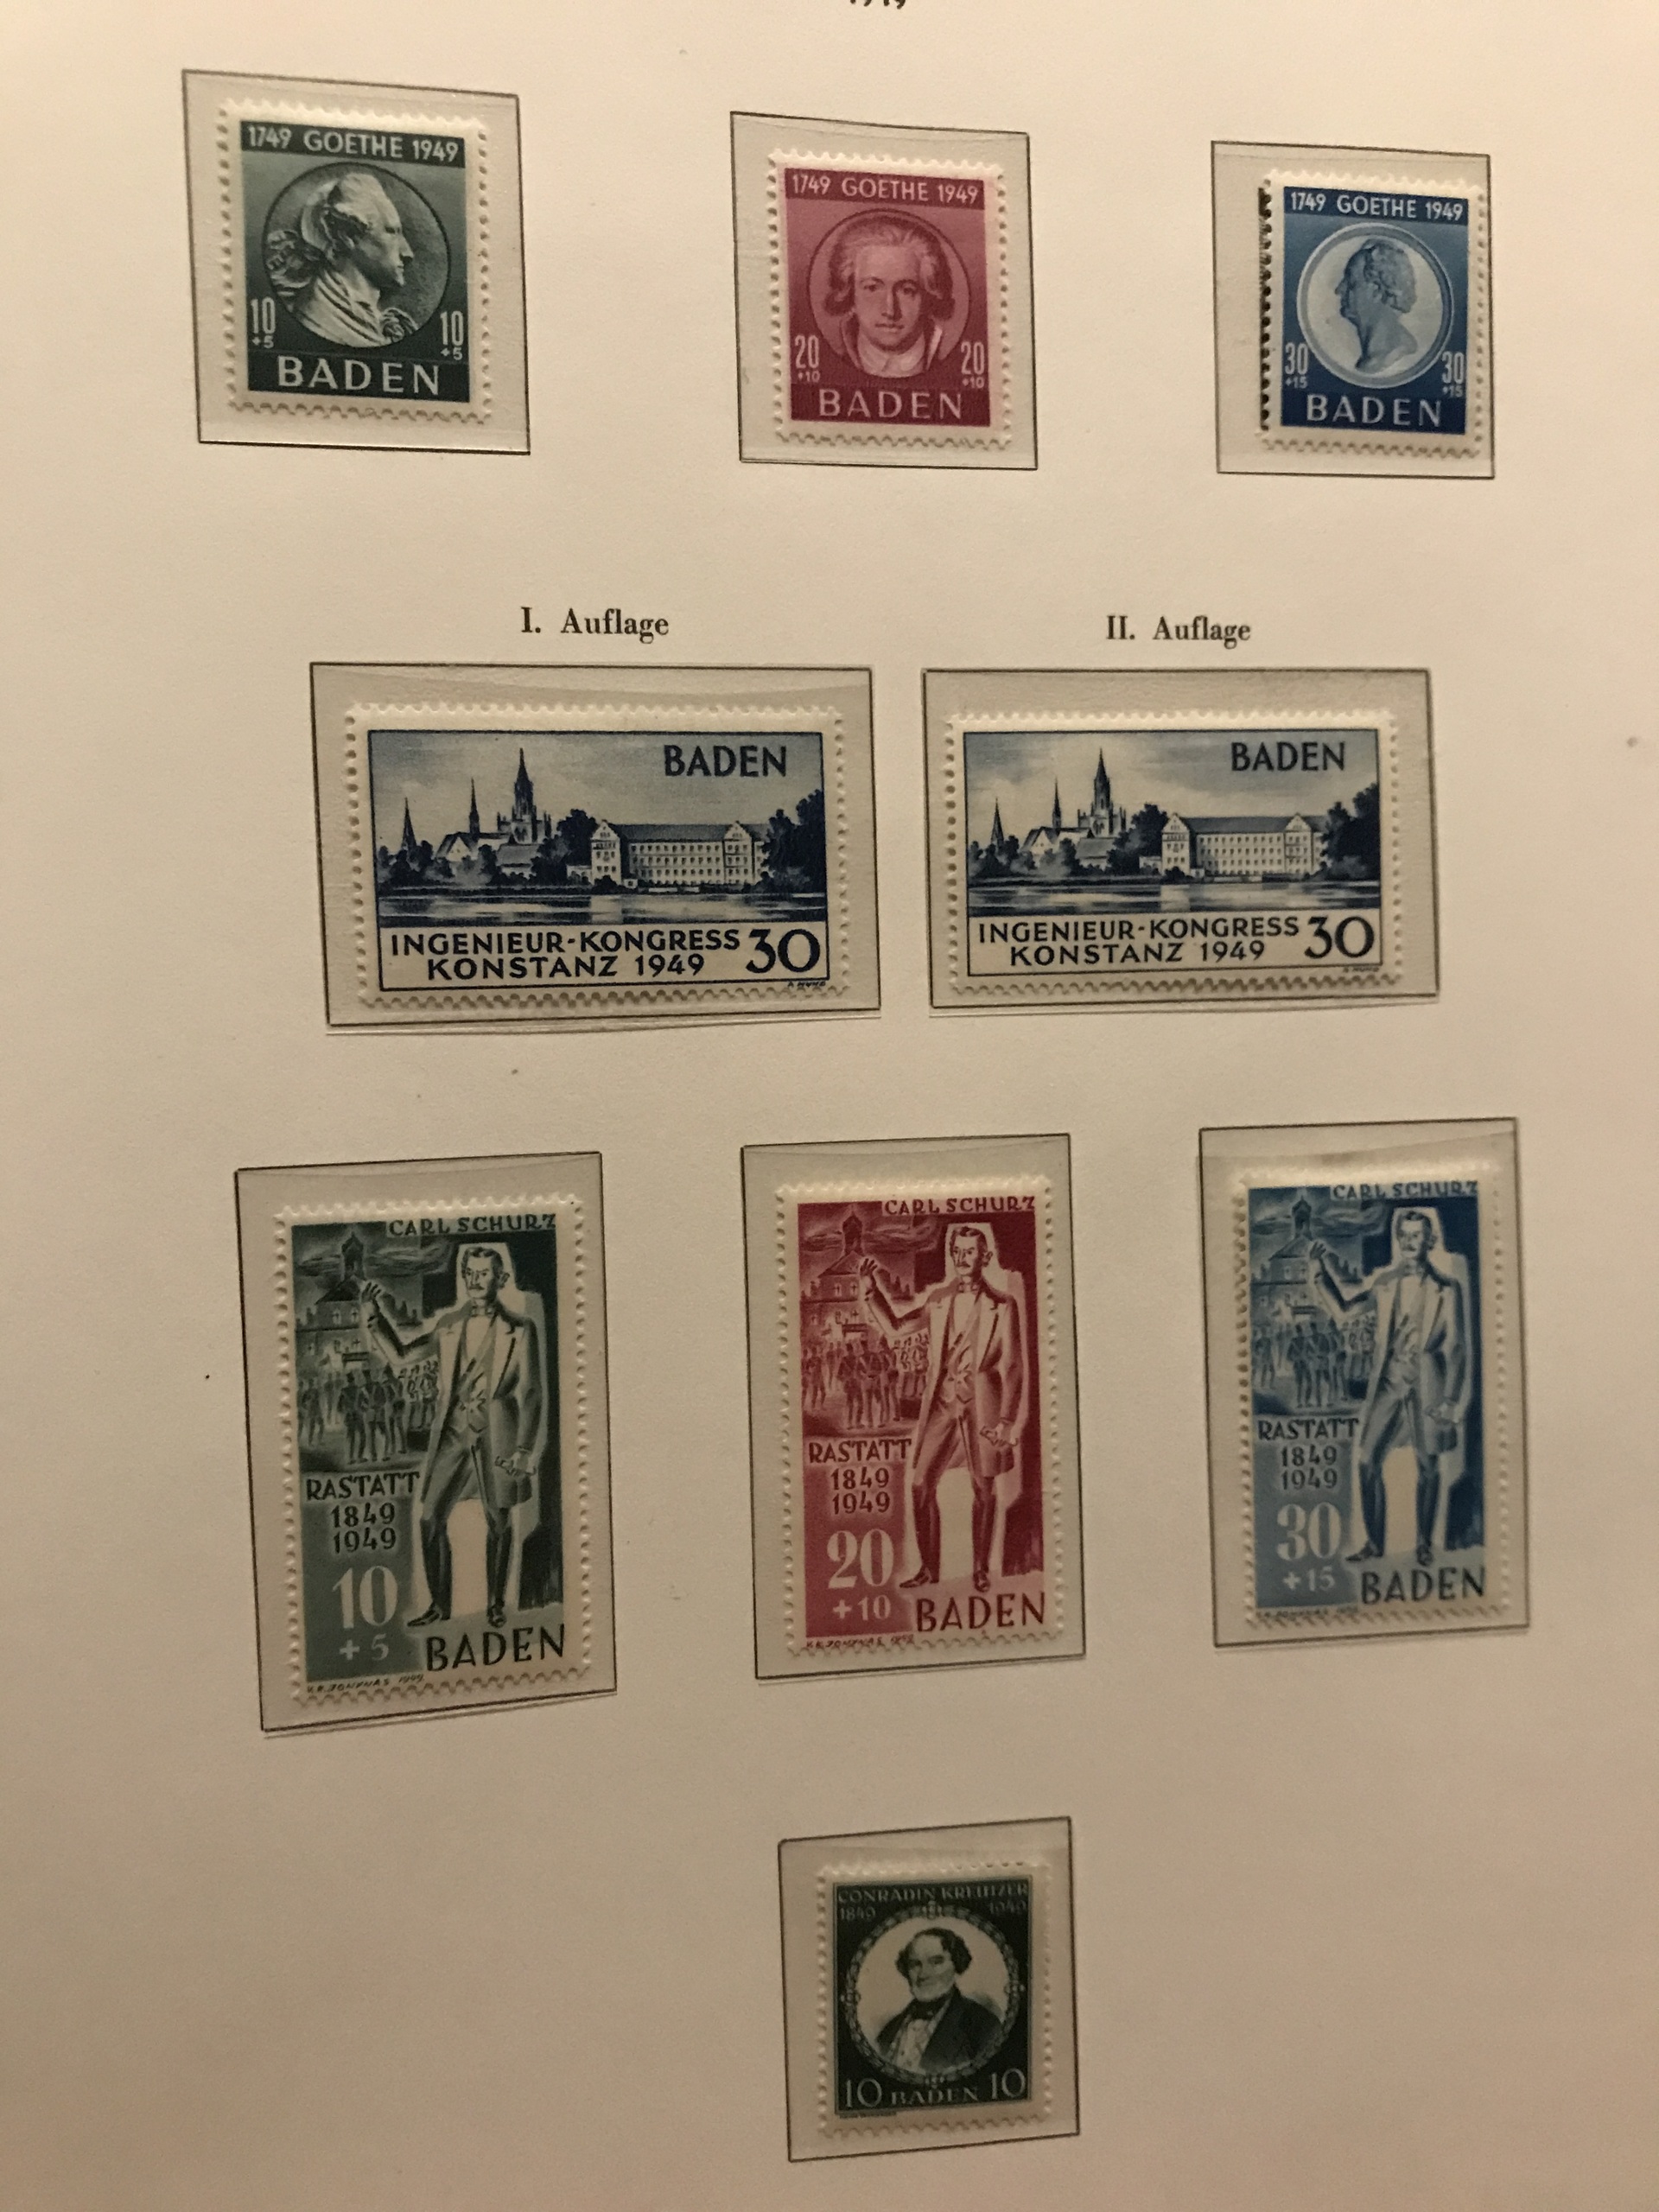 1749 GOETHE 1949
10 10
+5 +5
BADEN
1749 GOETHE 1949
20 20
+10 +10
BADEN
1749 GOETHE 1949
30 30
+15 +15
BADEN
I. Auflage
BADEN
INGENIEUR-KONGRESS
KONSTANZ 1949
30
II. Auflage
BADEN
INGENIEUR-KONGRESS
KONSTANZ 1949
30
CARL SCHURZ
RASTATT
1849
1949
10
+5
BADEN
CARL SCHURZ
RASTATT
1849
1949
20
+10
BADEN
CARL SCHURZ
RASTATT
1849
1949
30
+15
BADEN
CONRADIN KREUTZER
1849 1949
10 BADEN 10